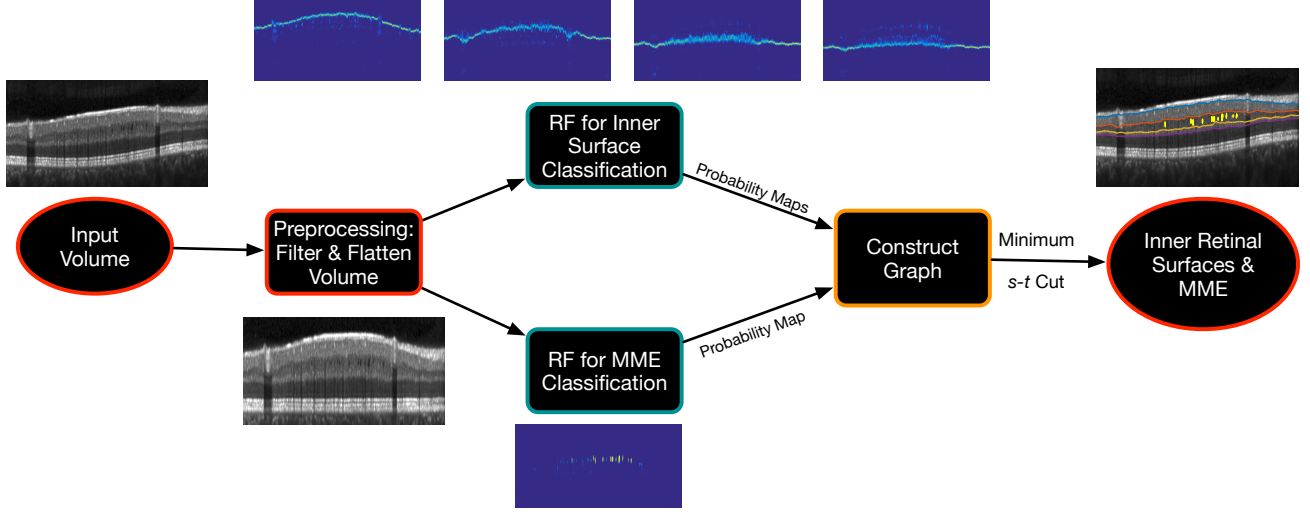 Input
Volume
Preprocessing:
Filter & Flatten
Volume
RF for Inner
Surface
Classification
RF for MME
Classification
Probability Maps
Probability Map
Construct
Graph
Minimum
s-t Cut
Inner Retinal
Surfaces &
MME